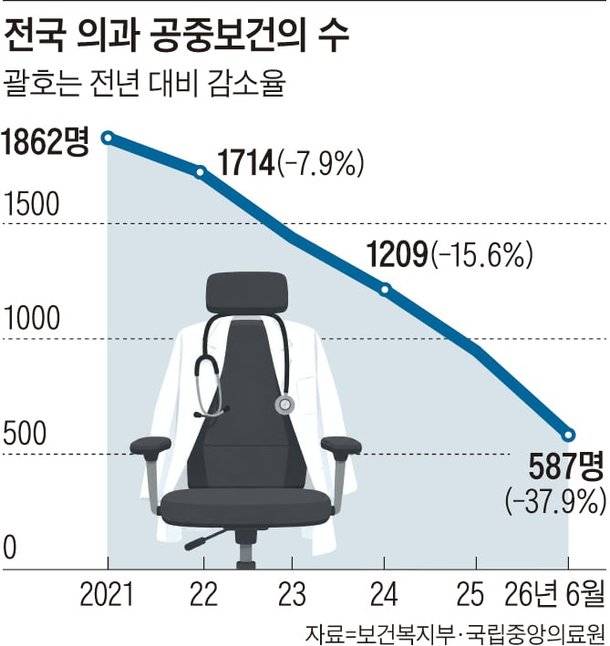 전국 의과 공중보건의 수
괄호는 전년 대비 감소율
1862명
1714(-7.9%)
1500
1209(-15.6%)
1000
500
587명
(-37.9%)
0
2021 22 23 24 25 26년 6월
자료=보건복지부·국립중앙의료원